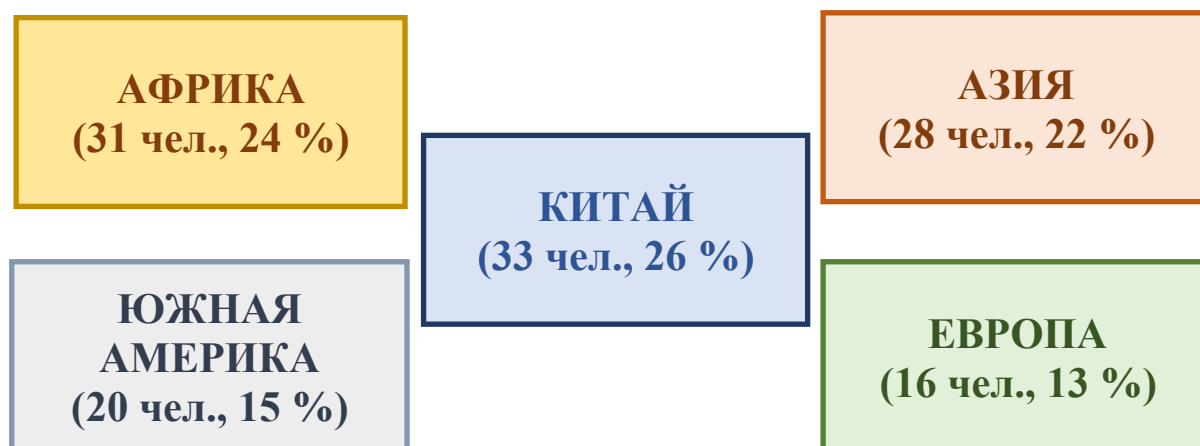 АФРИКА
(31 чел., 24 %)
АЗИЯ
(28 чел., 22 %)
КИТАЙ
(33 чел., 26 %)
ЮЖНАЯ
АМЕРИКА
(20 чел., 15 %)
ЕВРОПА
(16 чел., 13 %)